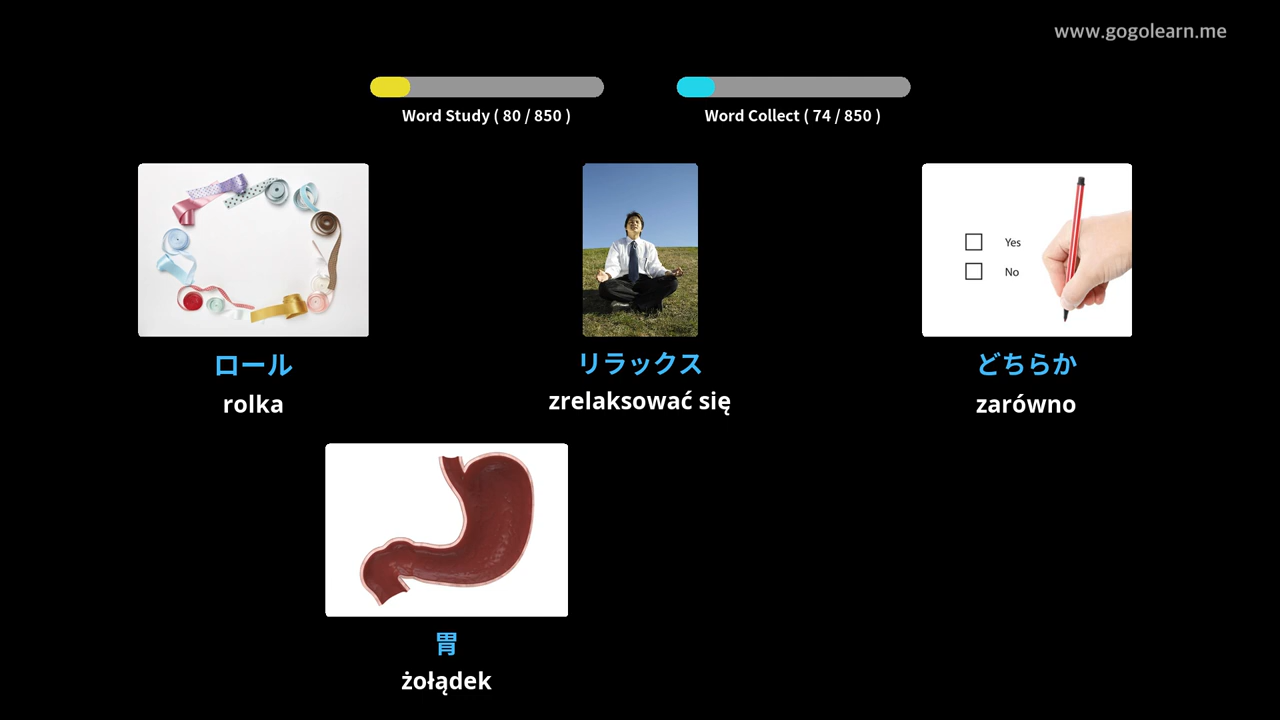 www.gogolearn.me
Word Study ( 80 / 850 )
Word Collect ( 74 / 850 )
Yes
No
ロール
リラックス
どちらか
rolka
zrelaksować się
zarówno
胃
żołądek